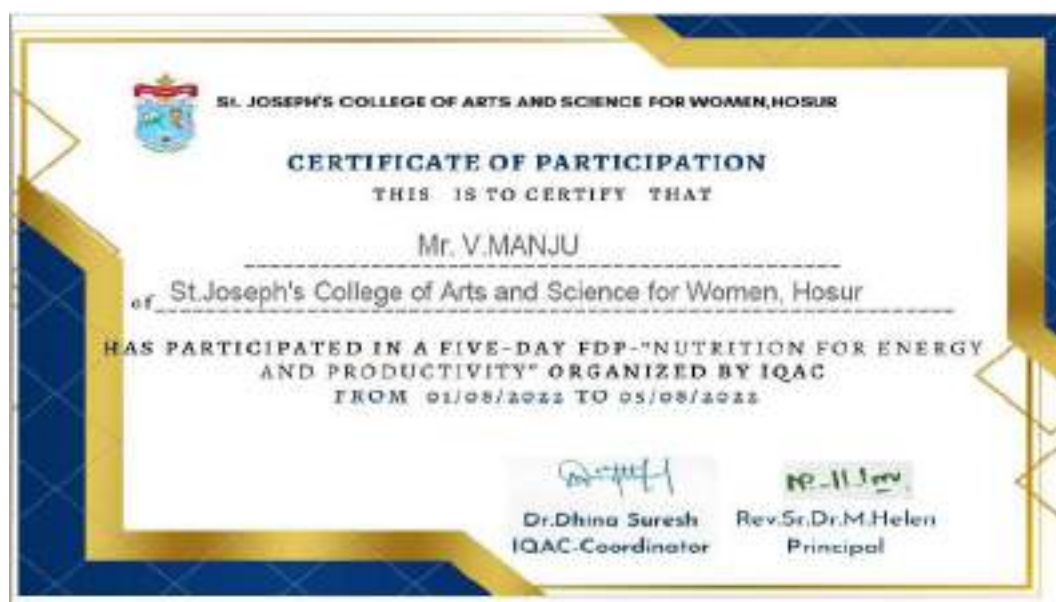 St. JOSEPH'S COLLEGE OF ARTS AND SCIENCE FOR WOMEN,HOSUR
CERTIFICATE OF PARTICIPATION
THIS IS TO CERTIFY THAT
Mr. V.MANJU
of St.Joseph's College of Arts and Science for Women, Hosur
HAS PARTICIPATED IN A FIVE-DAY FDP-"NUTRITION FOR ENERGY
AND PRODUCTIVITY" ORGANIZED BY IQAC
FROM 01/08/2022 TO 05/08/2022
Dr.Dhina Suresh Rev.Sr.Dr.M.Helen
IQAC-Coordinator Principal